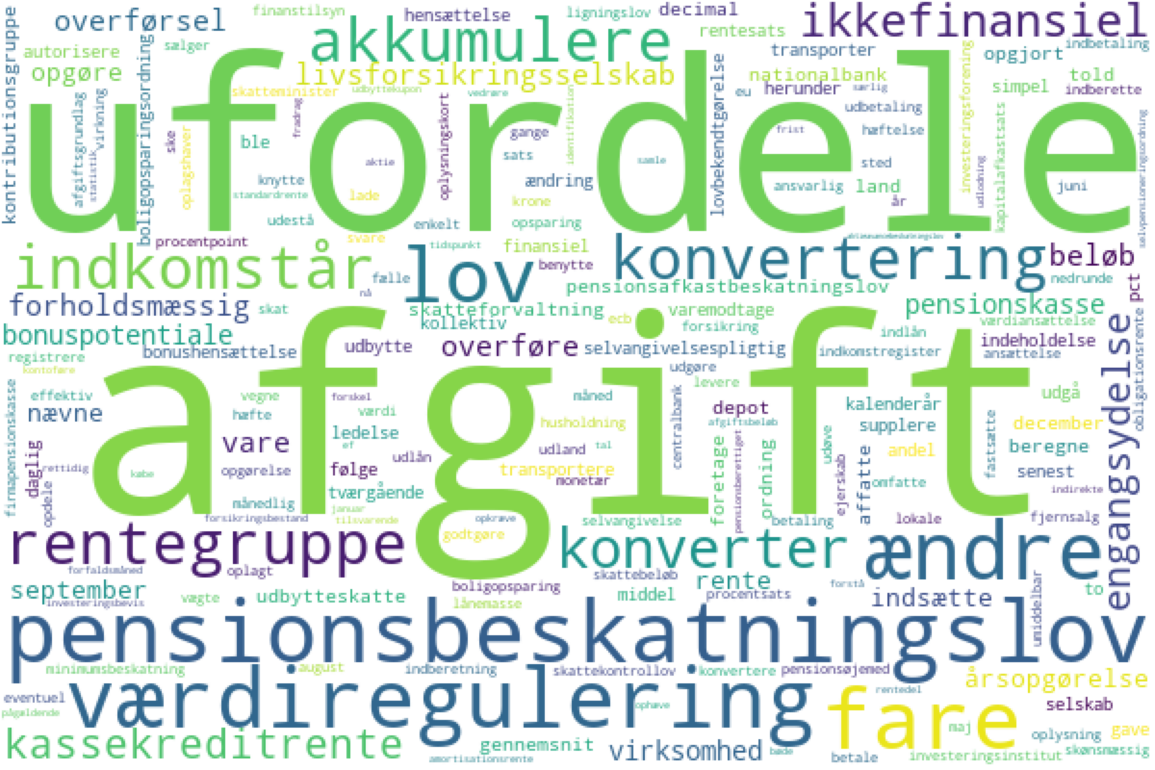 kontributionsgruppe
overførsel
finanstilsyn
hensættelse
ligningslov
decimal
ikkefinansiel
autorisere
sælger
akkumulere
rentesats
transporter
opgjort
indbetaling
opgøre
boligopsparingsordning
livsforsikringsselskab
nationalbank
told
skatteminister
udbyttekupon
vedrøre
lovbekendtgørelse
herunder
simpel
indberette
eu
særlig
afgiftsgrundlag
statistik
virkning
ske
oplagshaver
fradrag
oplysningskort
identifikation
udbetaling
investeringsforening
kapitalafkastsats
selvpensioneringsordning
ufordele
ble
aktie
gange
sats
samle
frist
hæftelse
sted
udlodning
knytte
standardrente
lade
ændring
krone
ansvarlig
land
år
juni
udestå
enkelt
opsparing
procentpoint
svare
tidspunkt
finansiel
benytte
indkomstår
fælle
nå
lov
konvertering
beløb
nedrunde
pct
pensionsafkastbeskatningslov
forholdsmæssig
skat
skatteforvaltning
varemodtage
pensionskasse
kollektiv
ecb
forsikring
værdiansættelse
bonuspotentiale
indlån
indeholdelse
registrere
bonushensættelse
udbytte
overføre
selvangivelsespligtig
indkomstregister
ansættelse
kontoføre
udgøre
obligationsrente
engangsydelse
firmapensionskasse
effektiv
vegne
forskel
måned
levere
udgå
afgift
nævne
hæfte
værdi
husholdning
depot
afgiftsbeløb
kalenderår
supplere
december
vare
ledelse
ef
tal
centralbank
foretage
pensionsberettiget
ordning
udøve
ejerskab
affatte
andel
fastsætte
beregne
daglig
rettidig
opdele
købe
opgørelse
følge
udlån
udland
transportere
monetær
omfatte
senest
månedlig
tværgående
indirekte
januar
tilsvarende
forsikringsbestand
opkræve
selvangivelse
betaling
lokale
fjernsalg
rentegruppe
godtgøre
konverter
ændre
forfaldsmåned
oplagt
skattebeløb
boligopsparing
rente
procentsats
forstå
umiddelbar
september
investeringsbevis
vægte
udbytteskatte
lånemasse
middel
indsætte
to
pensionsbeskatningslov
minimumsbeskatning
august
indberetning
skattekontrollov
konvertere
pensionsøjemed
årsopgørelse
eventuel
værdiregulering
ophæve
fare
rentedel
selskab
pågældende
maj
oplysning
gave
kassekreditrente
gennemsnit
virksomhed
bøde
skønsmæssig
amortisationsrente
betale
investeringsinstitut